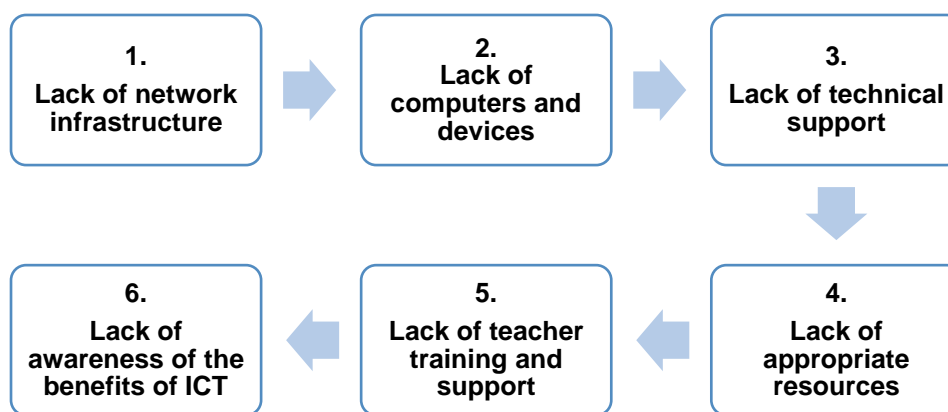 1.
Lack of network
infrastructure
2.
Lack of
computers and
devices
3.
Lack of technical
support
4.
Lack of
appropriate
resources
5.
Lack of teacher
training and
support
6.
Lack of
awareness of the
benefits of ICT